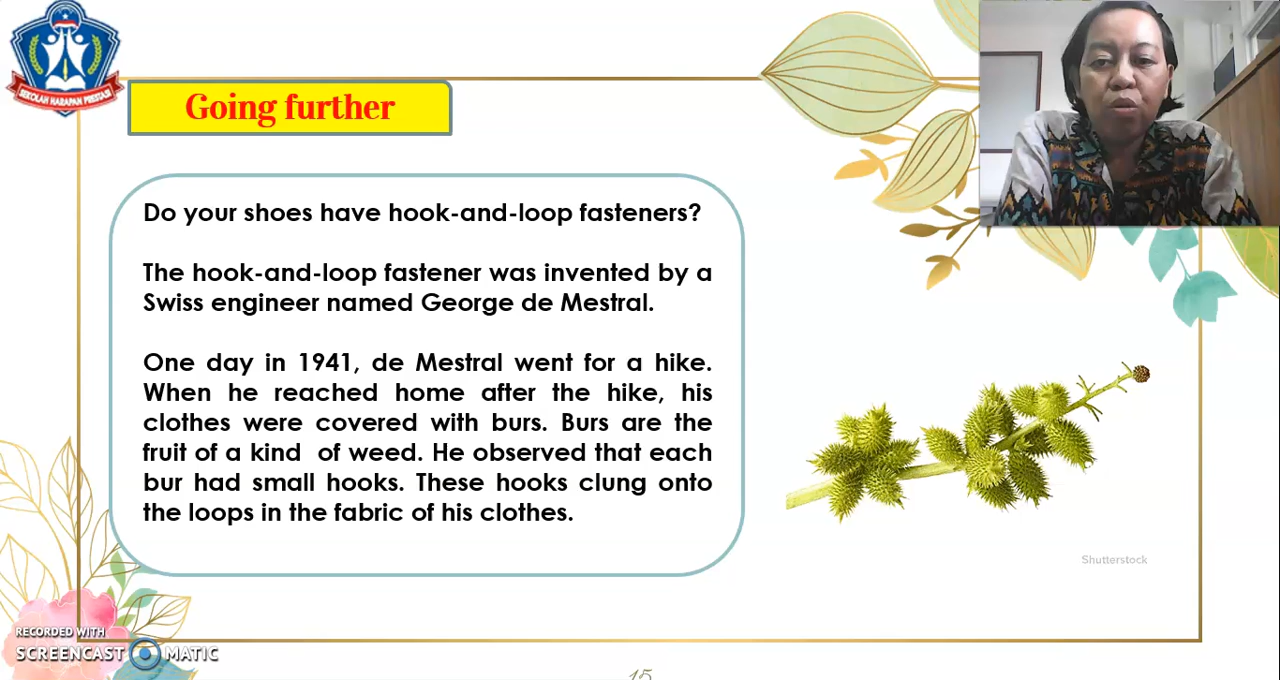 SEKOLAH HARAPAN PRESTASI
Going further
Do your shoes have hook-and-loop fasteners?
The hook-and-loop fastener was invented by a
Swiss engineer named George de Mestral.
One day in 1941, de Mestral went for a hike.
When he reached home after the hike, his
clothes were covered with burs. Burs are the
fruit of a kind of weed. He observed that each
bur had small hooks. These hooks clung onto
the loops in the fabric of his clothes.
Shutterstock
RECORDED WITH
SCREENCAST MATIC
15